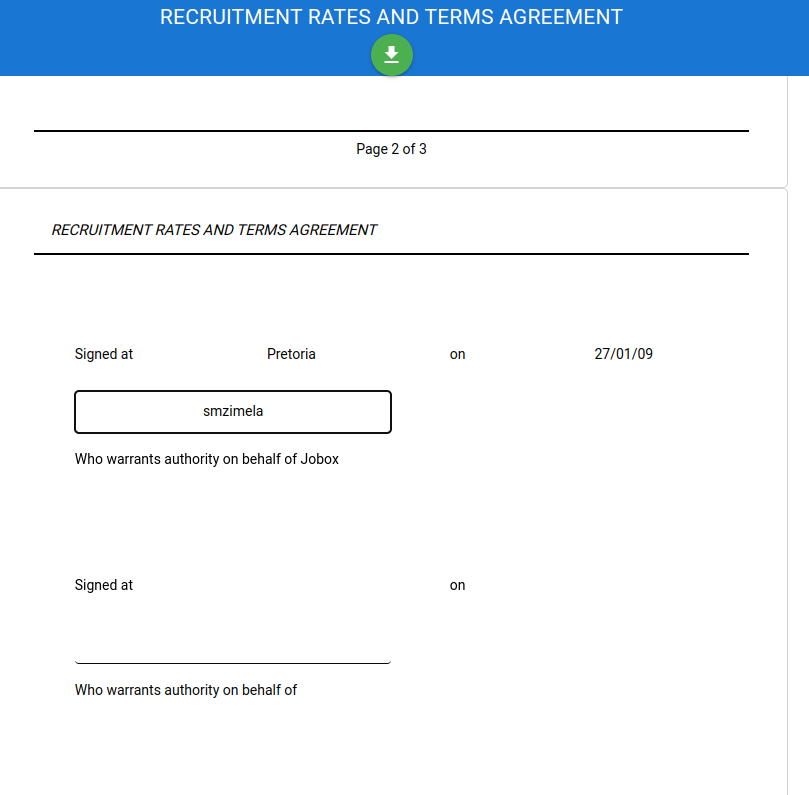 RECRUITMENT RATES AND TERMS AGREEMENT
Page 2 of 3
RECRUITMENT RATES AND TERMS AGREEMENT
Signed at Pretoria on 27/01/09
smzimela
Who warrants authority on behalf of Jobox
Signed at on
Who warrants authority on behalf of